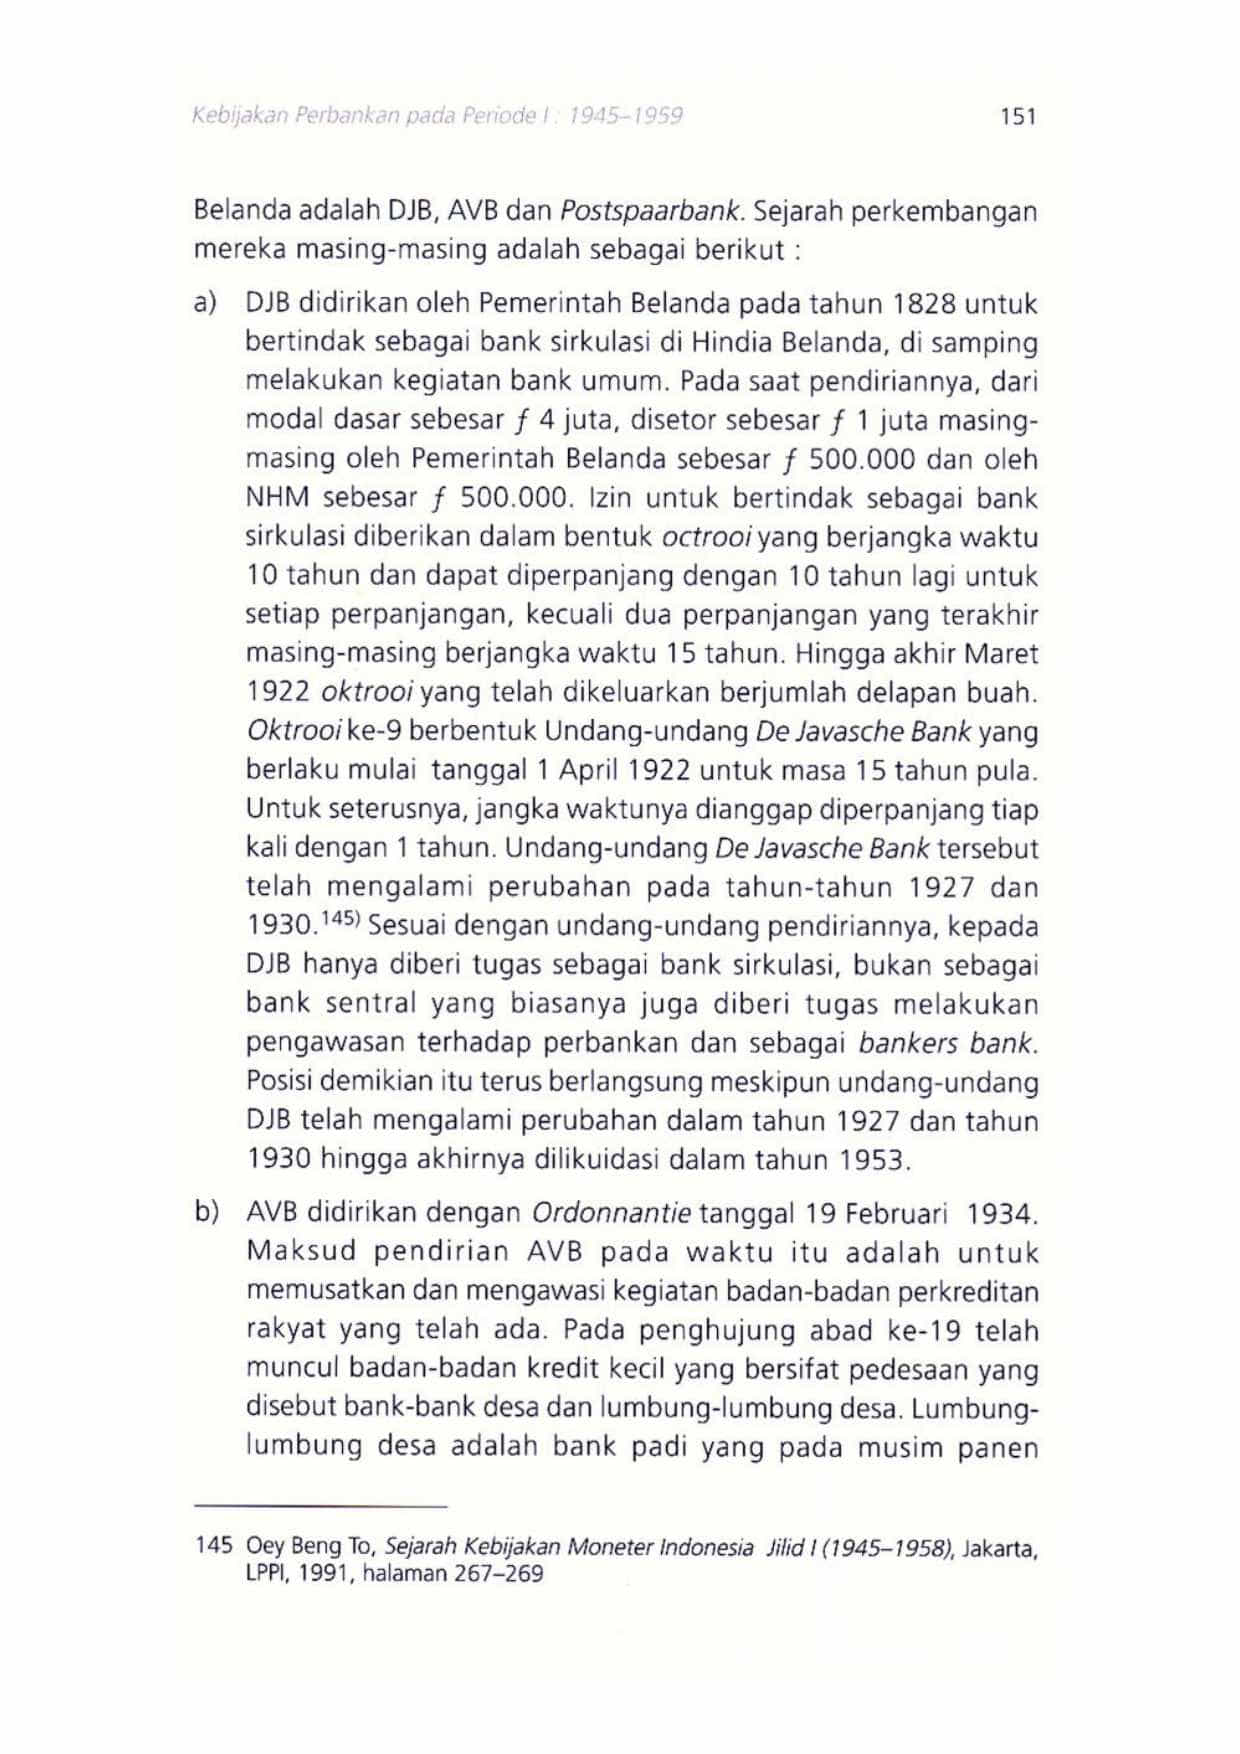 Kebijakan Perbankan pada Periode I : 1945–1959 151
Belanda adalah DJB, AVB dan Postspaarbank. Sejarah perkembangan
mereka masing-masing adalah sebagai berikut :
a) DJB didirikan oleh Pemerintah Belanda pada tahun 1828 untuk
bertindak sebagai bank sirkulasi di Hindia Belanda, di samping
melakukan kegiatan bank umum. Pada saat pendiriannya, dari
modal dasar sebesar ƒ 4 juta, disetor sebesar ƒ 1 juta masing-
masing oleh Pemerintah Belanda sebesar ƒ 500.000 dan oleh
NHM sebesar ƒ 500.000. Izin untuk bertindak sebagai bank
sirkulasi diberikan dalam bentuk octrooi yang berjangka waktu
10 tahun dan dapat diperpanjang dengan 10 tahun lagi untuk
setiap perpanjangan, kecuali dua perpanjangan yang terakhir
masing-masing berjangka waktu 15 tahun. Hingga akhir Maret
1922 oktrooi yang telah dikeluarkan berjumlah delapan buah.
Oktrooi ke-9 berbentuk Undang-undang De Javasche Bank yang
berlaku mulai tanggal 1 April 1922 untuk masa 15 tahun pula.
Untuk seterusnya, jangka waktunya dianggap diperpanjang tiap
kali dengan 1 tahun. Undang-undang De Javasche Bank tersebut
telah mengalami perubahan pada tahun-tahun 1927 dan
1930.145) Sesuai dengan undang-undang pendiriannya, kepada
DJB hanya diberi tugas sebagai bank sirkulasi, bukan sebagai
bank sentral yang biasanya juga diberi tugas melakukan
pengawasan terhadap perbankan dan sebagai bankers bank.
Posisi demikian itu terus berlangsung meskipun undang-undang
DJB telah mengalami perubahan dalam tahun 1927 dan tahun
1930 hingga akhirnya dilikuidasi dalam tahun 1953.
b) AVB didirikan dengan Ordonnantie tanggal 19 Februari 1934.
Maksud pendirian AVB pada waktu itu adalah untuk
memusatkan dan mengawasi kegiatan badan-badan perkreditan
rakyat yang telah ada. Pada penghujung abad ke-19 telah
muncul badan-badan kredit kecil yang bersifat pedesaan yang
disebut bank-bank desa dan lumbung-lumbung desa. Lumbung-
lumbung desa adalah bank padi yang pada musim panen
145 Oey Beng To, Sejarah Kebijakan Moneter Indonesia Jilid I (1945–1958), Jakarta,
LPPI, 1991, halaman 267–269